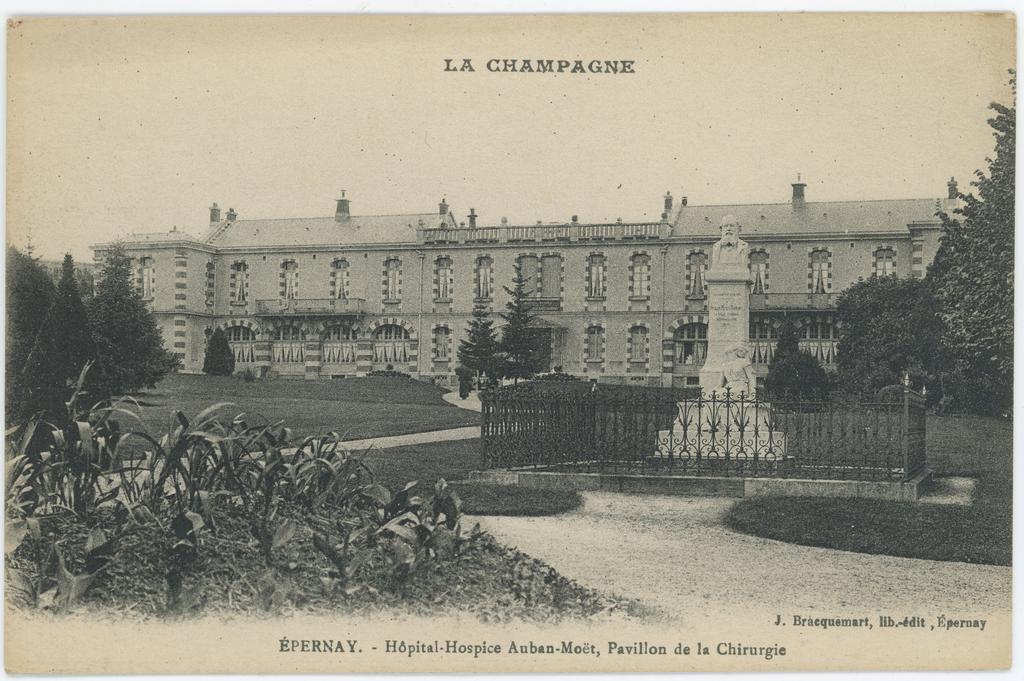 LA CHAMPAGNE
J. Bracquemart, lib.-édit , Épernay
ÉPERNAY. - Hôpital-Hospice Auban-Moët, Pavillon de la Chirurgie